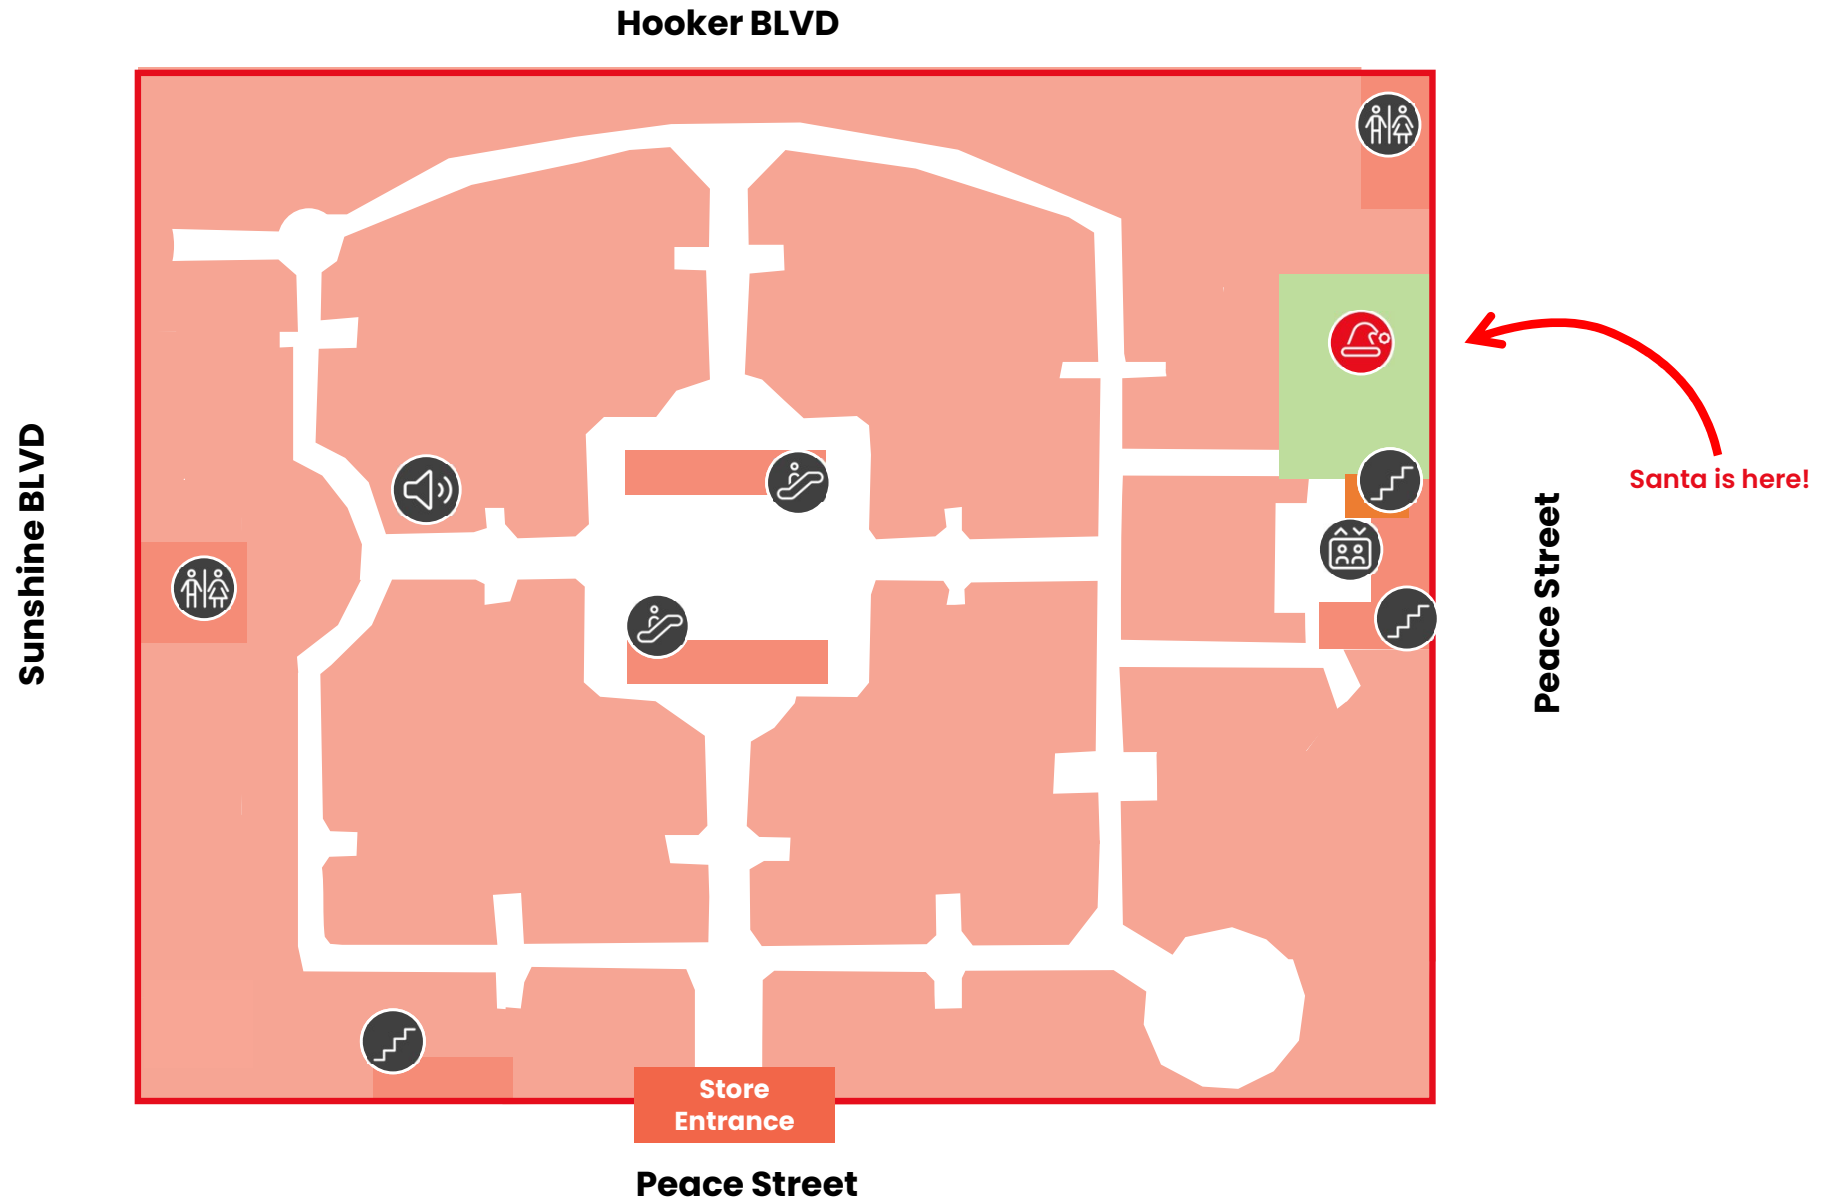 Hooker BLVD
Sunshine BLVD
Santa is here!
Peace Street
Store
Entrance
Peace Street